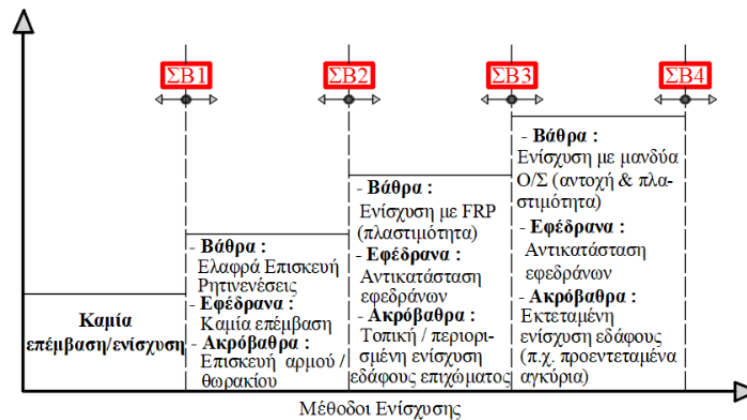 ΣΒ1
ΣΒ2
ΣΒ3
ΣΒ4
Καμία
επέμβαση/ενίσχυση
- Βάθρα :
Ελαφρά Επισκευή
Ρητινενέσεις
- Εφέδρανα :
Καμία επέμβαση
- Ακρόβαθρα :
Επισκευή αρμού /
θωρακίου
- Βάθρα :
Ενίσχυση με FRP
(πλαστιμότητα)
- Εφέδρανα :
Αντικατάσταση
εφεδράνων
- Ακρόβαθρα :
Τοπική / περιορι-
σμένη ενίσχυση
εδάφους επιχώματος
- Βάθρα :
Ενίσχυση με μανδύα
Ο/Σ (αντοχή & πλα-
στιμότητα)
- Εφέδρανα :
Αντικατάσταση
εφεδράνων
- Ακρόβαθρα :
Εκτεταμένη
ενίσχυση εδάφους
(π.χ. προεντεταμένα
αγκύρια)
Μέθοδοι Ενίσχυσης